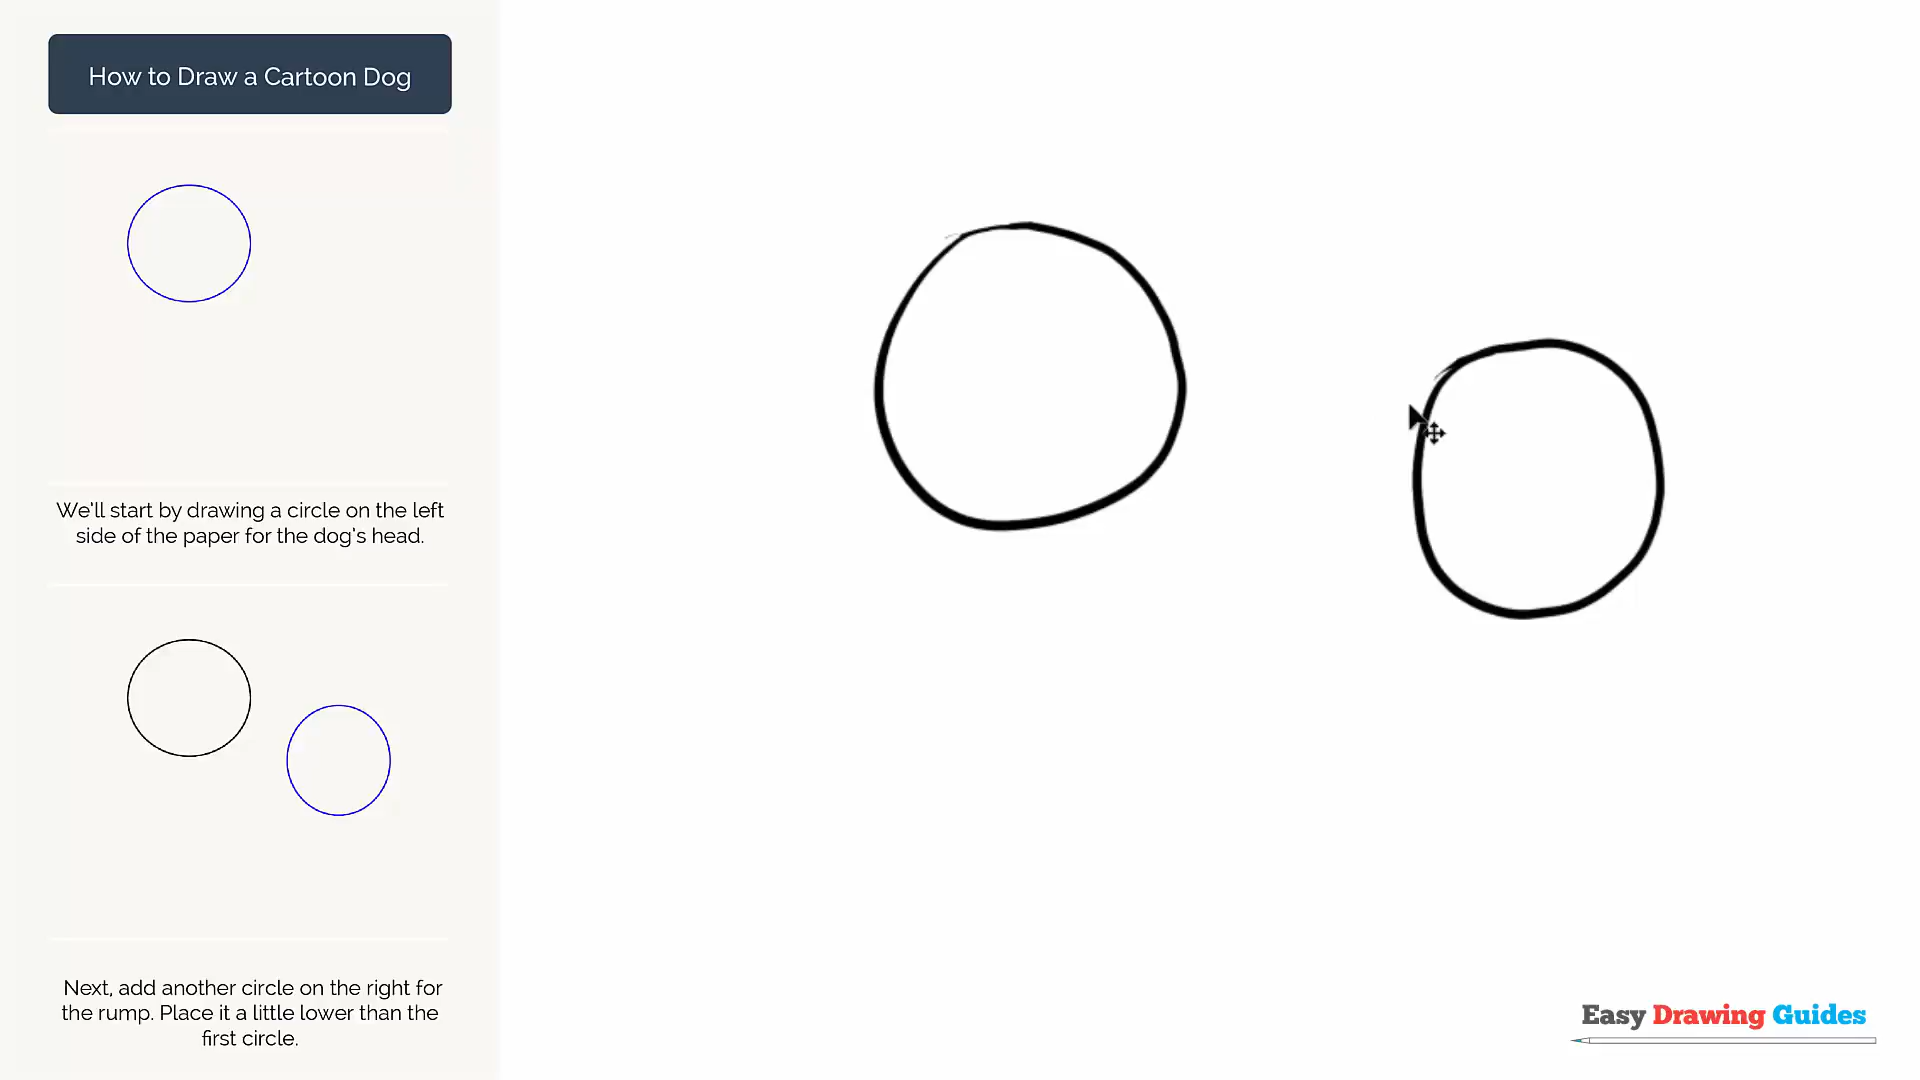 How to Draw a Cartoon Dog
We'll start by drawing a circle on the left
side of the paper for the dog's head.
Next, add another circle on the right for
the rump. Place it a little lower than the
first circle.
Easy Drawing Guides